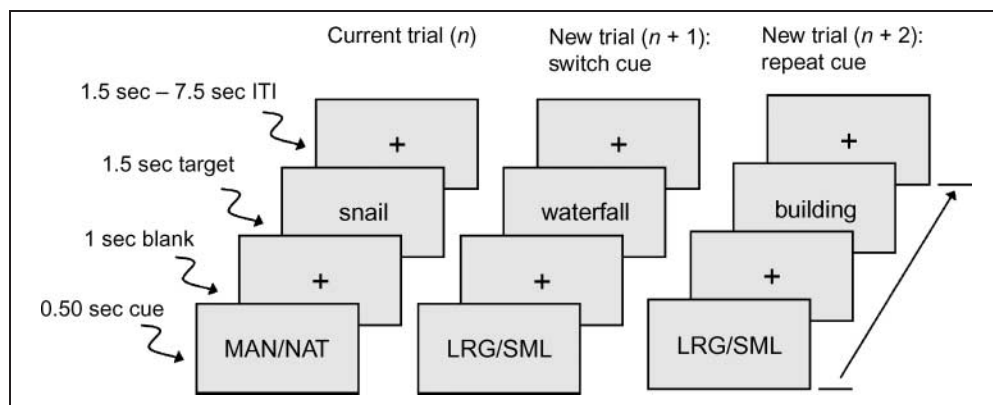 Current trial (n)
New trial (n + 1):
switch cue
New trial (n + 2):
repeat cue
1.5 sec – 7.5 sec ITI
+
+
+
1.5 sec target
snail
waterfall
building
1 sec blank
+
+
+
0.50 sec cue
MAN/NAT
LRG/SML
LRG/SML